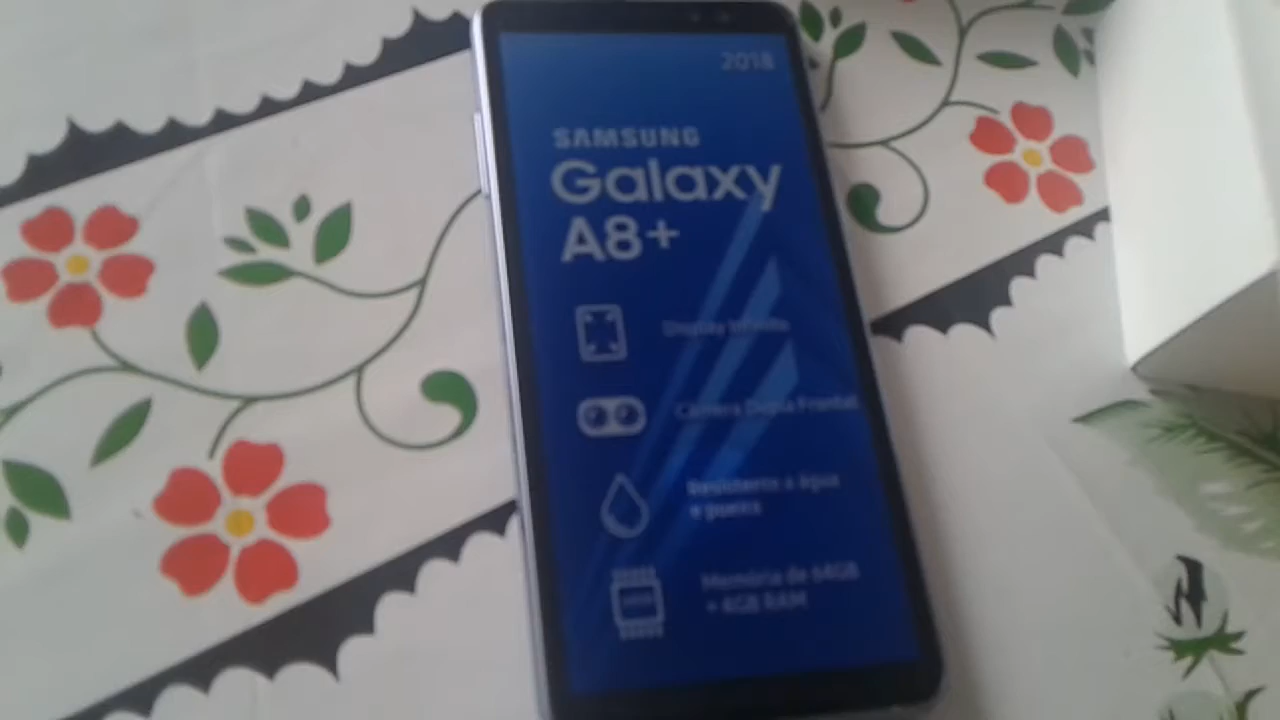 2018
SAMSUNG
Galaxy
A8+
Display Infinito
Câmera Dupla Frontal
Resistente a água
e poeira
Memória de 64GB
+ 4GB RAM